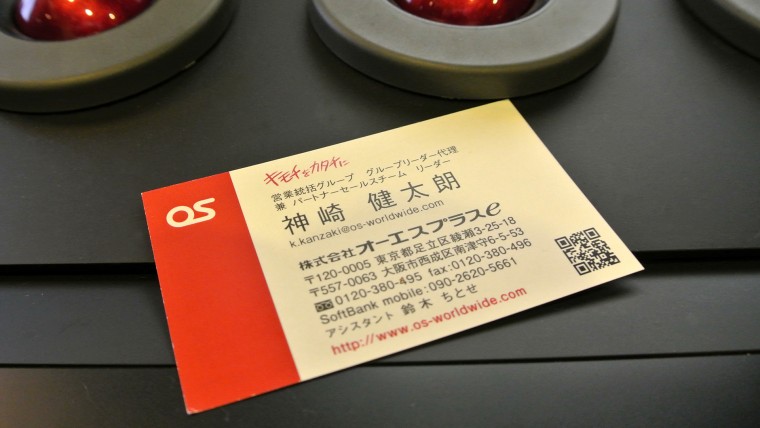 OS
キモチをカタチに
営業統括グループ グループリーダー代理
兼 パートナーセールスチーム リーダー
神崎 健太朗
k.kanzaki@os-worldwide.com
株式会社オーエスプラスe
〒120-0005 東京都足立区綾瀬3-25-18
〒557-0063 大阪市西成区南津守6-5-53
0120-380-495 fax:0120-380-496
SoftBank mobile:090-2620-5661
アシスタント 鈴木 ちとせ
http://www.os-worldwide.com